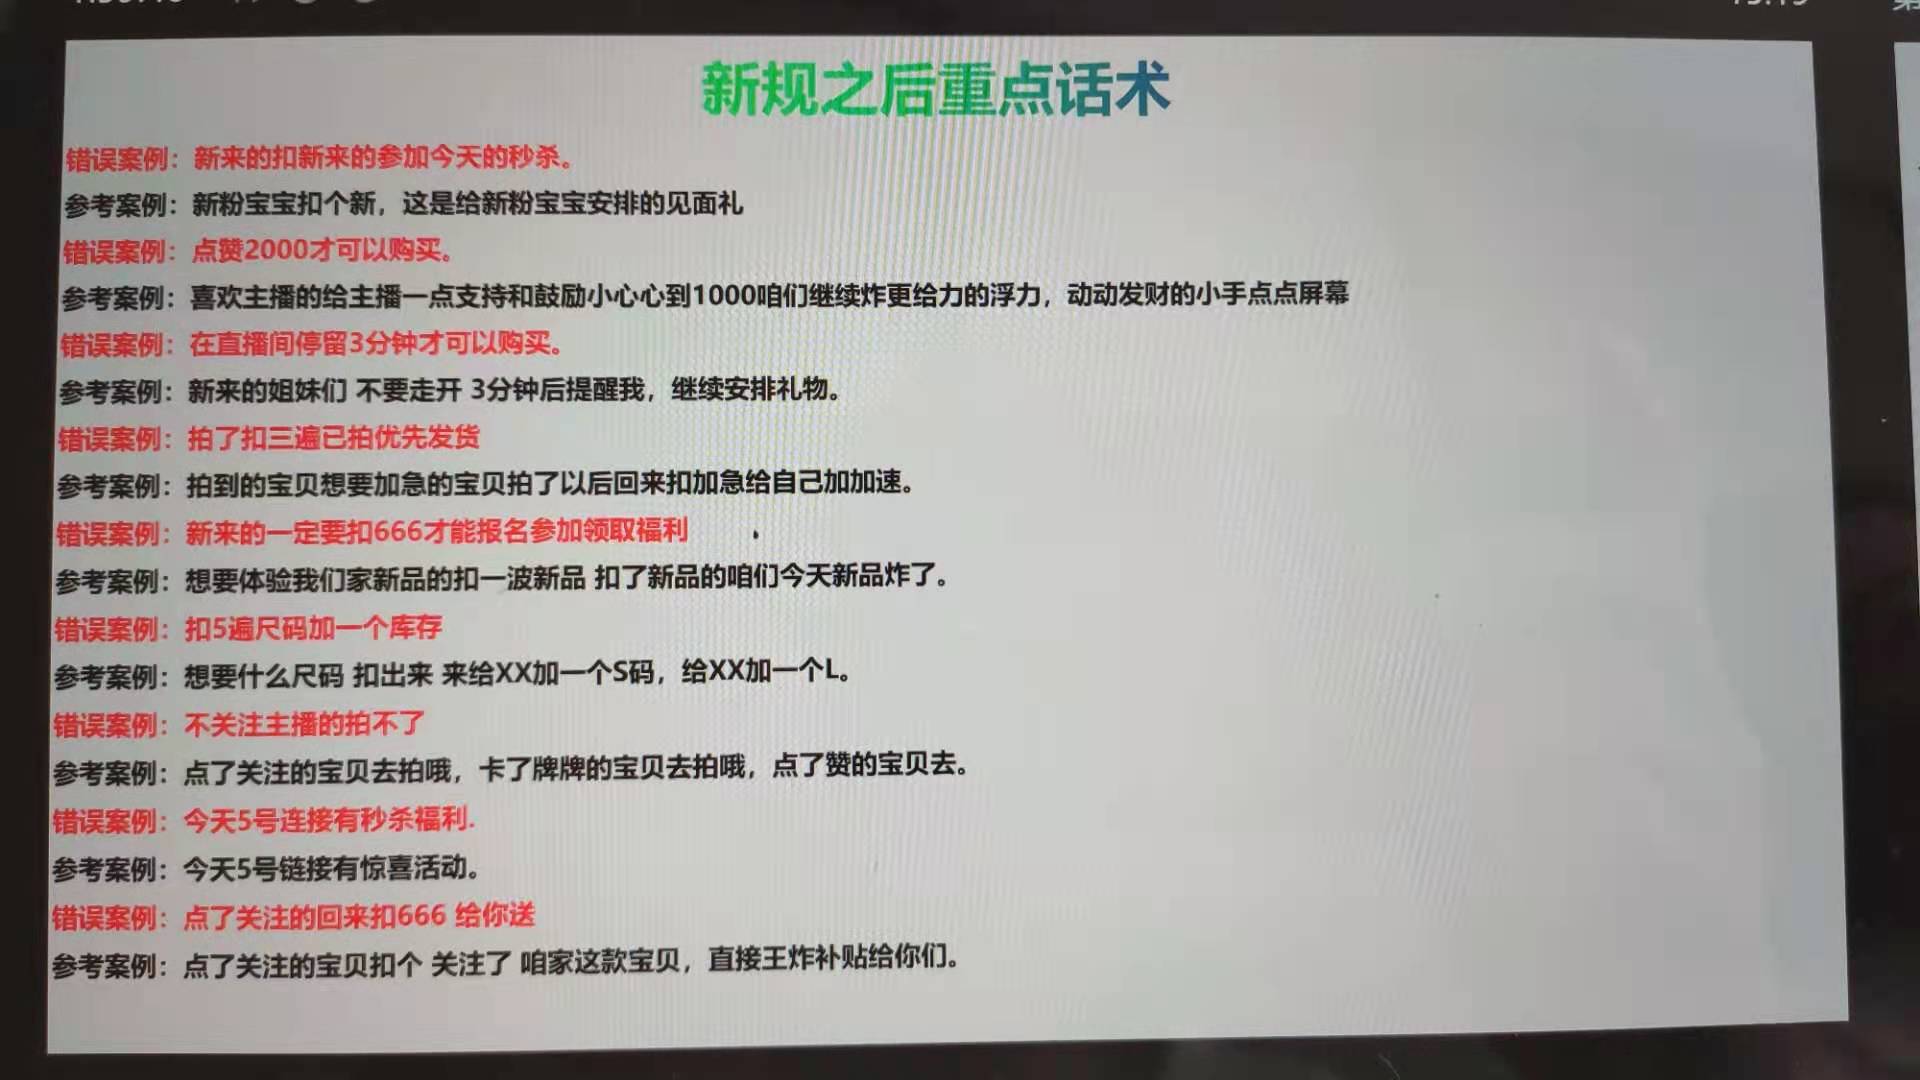 新规之后重点话术
错误案例：新来的扣新来的参加今天的秒杀。
参考案例：新粉宝宝扣个新，这是给新粉宝宝安排的见面礼
错误案例：点赞2000才可以购买。
参考案例：喜欢主播的给主播一点支持和鼓励小心心到1000咱们继续炸更给力的浮力，动动发财的小手点点屏幕
错误案例：在直播间停留3分钟才可以购买。
参考案例：新来的姐妹们 不要走开 3分钟后提醒我，继续安排礼物。
错误案例：拍了扣三遍已拍优先发货
参考案例：拍到的宝贝想要加急的宝贝拍了以后回来扣加急给自己加加速。
错误案例：新来的一定要扣666才能报名参加领取福利
参考案例：想要体验我们家新品的扣一波新品 扣了新品的咱们今天新品炸了。
错误案例：扣5遍尺码加一个库存
参考案例：想要什么尺码 扣出来 来给XX加一个S码，给XX加一个L。
错误案例：不关注主播的拍不了
参考案例：点了关注的宝贝去拍哦，卡了牌牌的宝贝去拍哦，点了赞的宝贝去。
错误案例：今天5号连接有秒杀福利.
参考案例：今天5号链接有惊喜活动。
错误案例：点了关注的回来扣666 给你送
参考案例：点了关注的宝贝扣个 关注了 咱家这款宝贝，直接王炸补贴给你们。